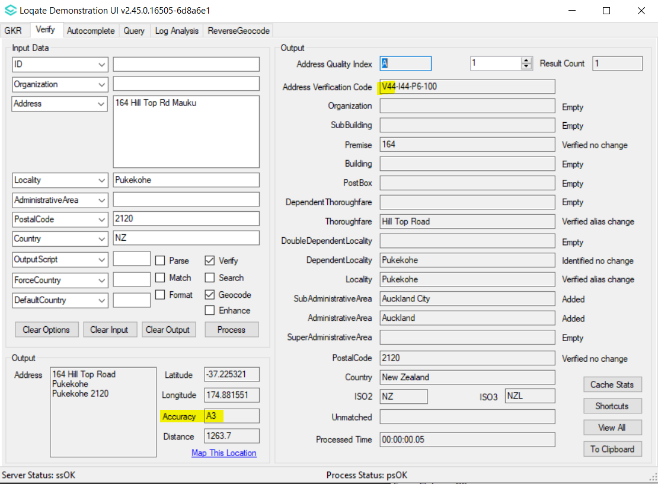 Loqate Demonstration UI v2.45.0.16505-6d8a6e1
GKR Verify Autocomplete Query Log Analysis ReverseGeocode
Input Data
ID
Organization
Address 164 Hill Top Rd Mauku
Locality Pukekohe
AdministrativeArea
PostalCode 2120
Country NZ
OutputScript Parse Verify
ForceCountry Match Search
DefaultCountry Format Geocode
Enhance
Clear Options Clear Input Clear Output Process
Output
Address 164 Hill Top Road
Pukekohe
Pukekohe 2120
Latitude -37.225321
Longitude 174.881551
Accuracy A3
Distance 1263.7
Map This Location
Output
Address Quality Index A 1 Result Count 1
Address Verification Code V44-I44-P6-100
Organization Empty
SubBuilding Empty
Premise 164 Verified no change
Building Empty
PostBox Empty
DependentThoroughfare Empty
Thoroughfare Hill Top Road Verified alias change
DoubleDependentLocality Empty
DependentLocality Pukekohe Identified no change
Locality Pukekohe Verified alias change
SubAdministrativeArea Auckland City Added
AdministrativeArea Auckland Added
SuperAdministrativeArea Empty
PostalCode 2120 Verified no change
Country New Zealand
ISO2 NZ ISO3 NZL
Unmatched
Processed Time 00:00:00.05
Cache Stats
Shortcuts
View All
To Clipboard
Server Status: ssOK Process Status: psOK